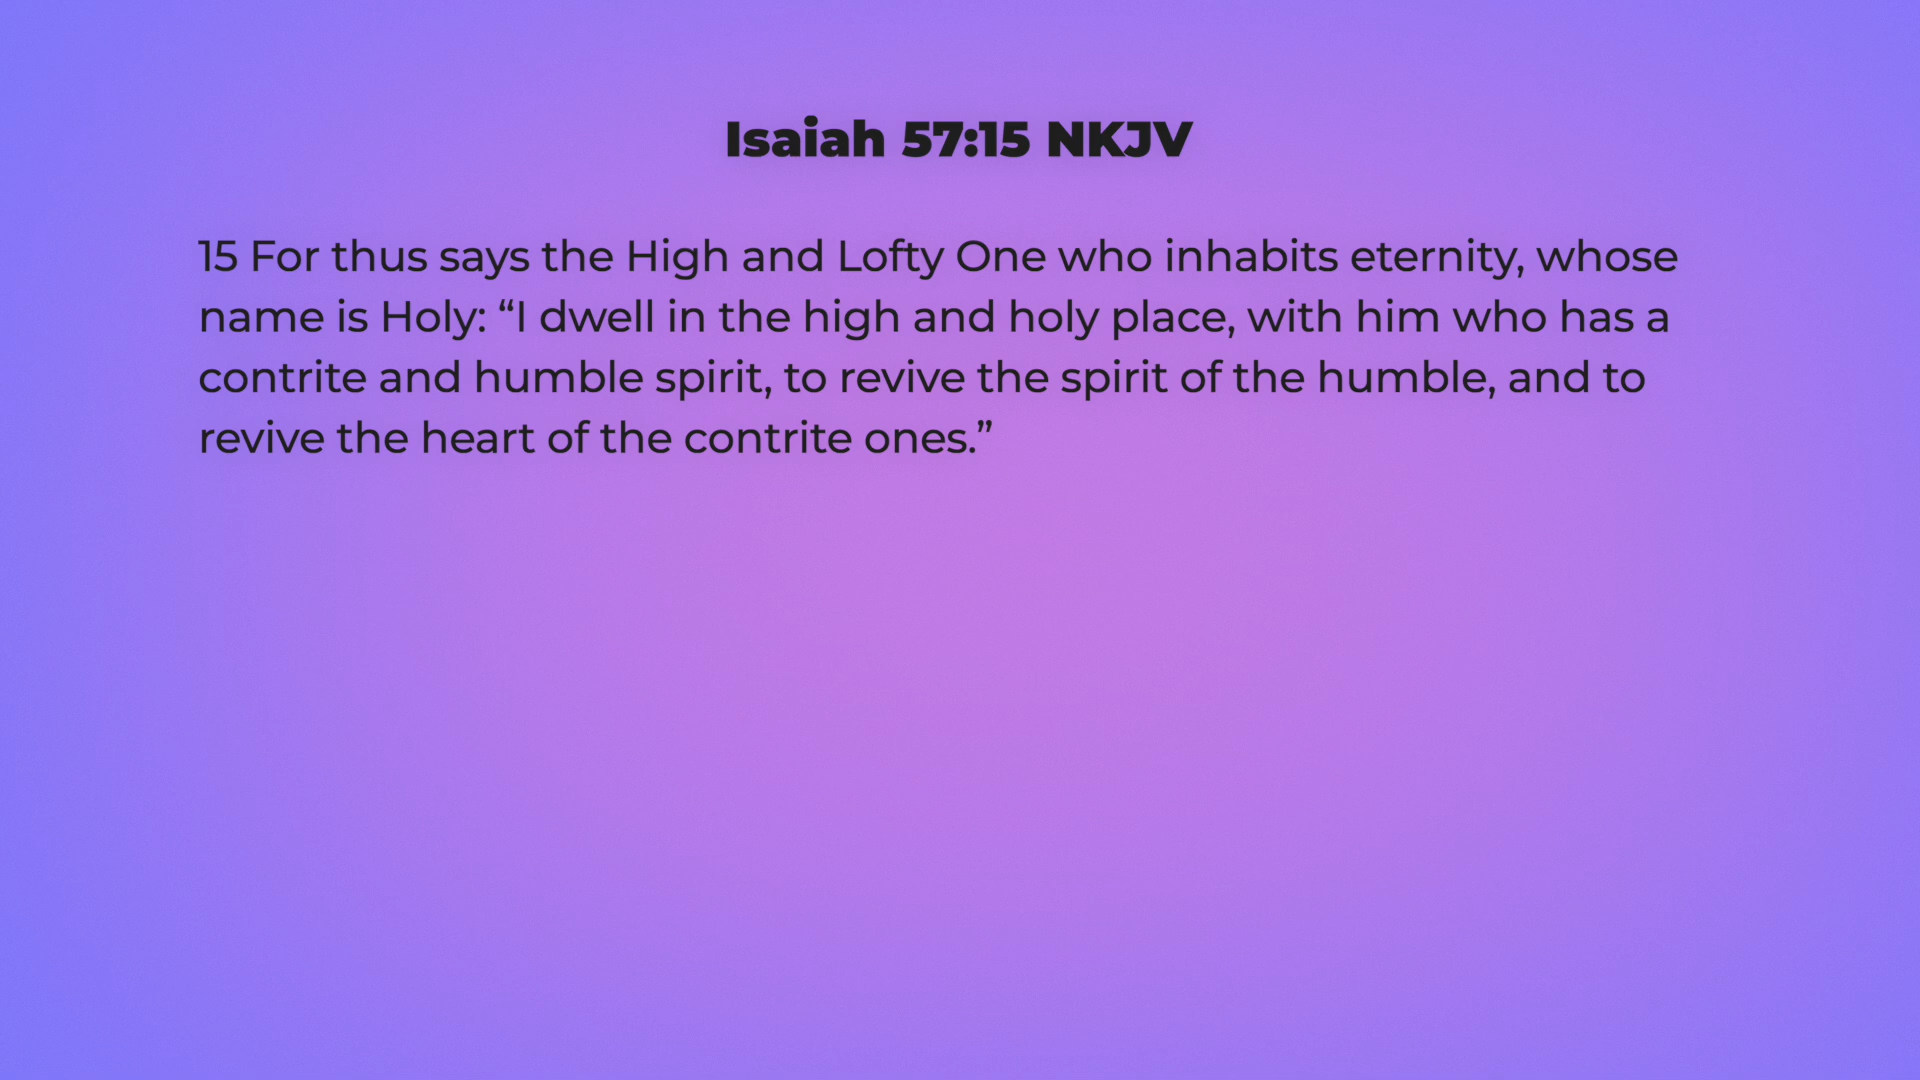 Isaiah 57:15 NKJV
15 For thus says the High and Lofty One who inhabits eternity, whose
name is Holy: “I dwell in the high and holy place, with him who has a
contrite and humble spirit, to revive the spirit of the humble, and to
revive the heart of the contrite ones.”